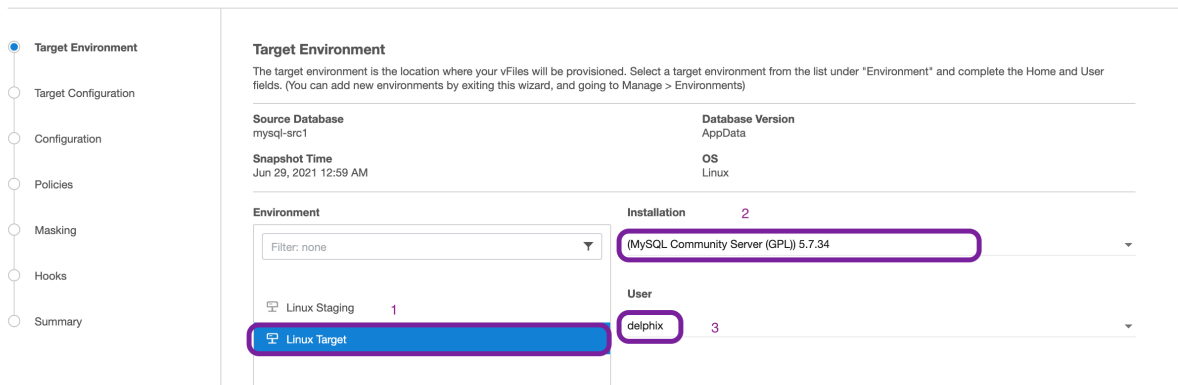 Target Environment
Target Configuration
Configuration
Policies
Masking
Hooks
Summary
Target Environment
The target environment is the location where your vFiles will be provisioned. Select a target environment from the list under "Environment" and complete the Home and User
fields. (You can add new environments by exiting this wizard, and going to Manage > Environments)
Source Database
mysql-src1
Database Version
AppData
Snapshot Time
Jun 29, 2021 12:59 AM
OS
Linux
Environment
Filter: none
Linux Staging 1
Linux Target
Installation 2
(MySQL Community Server (GPL)) 5.7.34
User
delphix 3